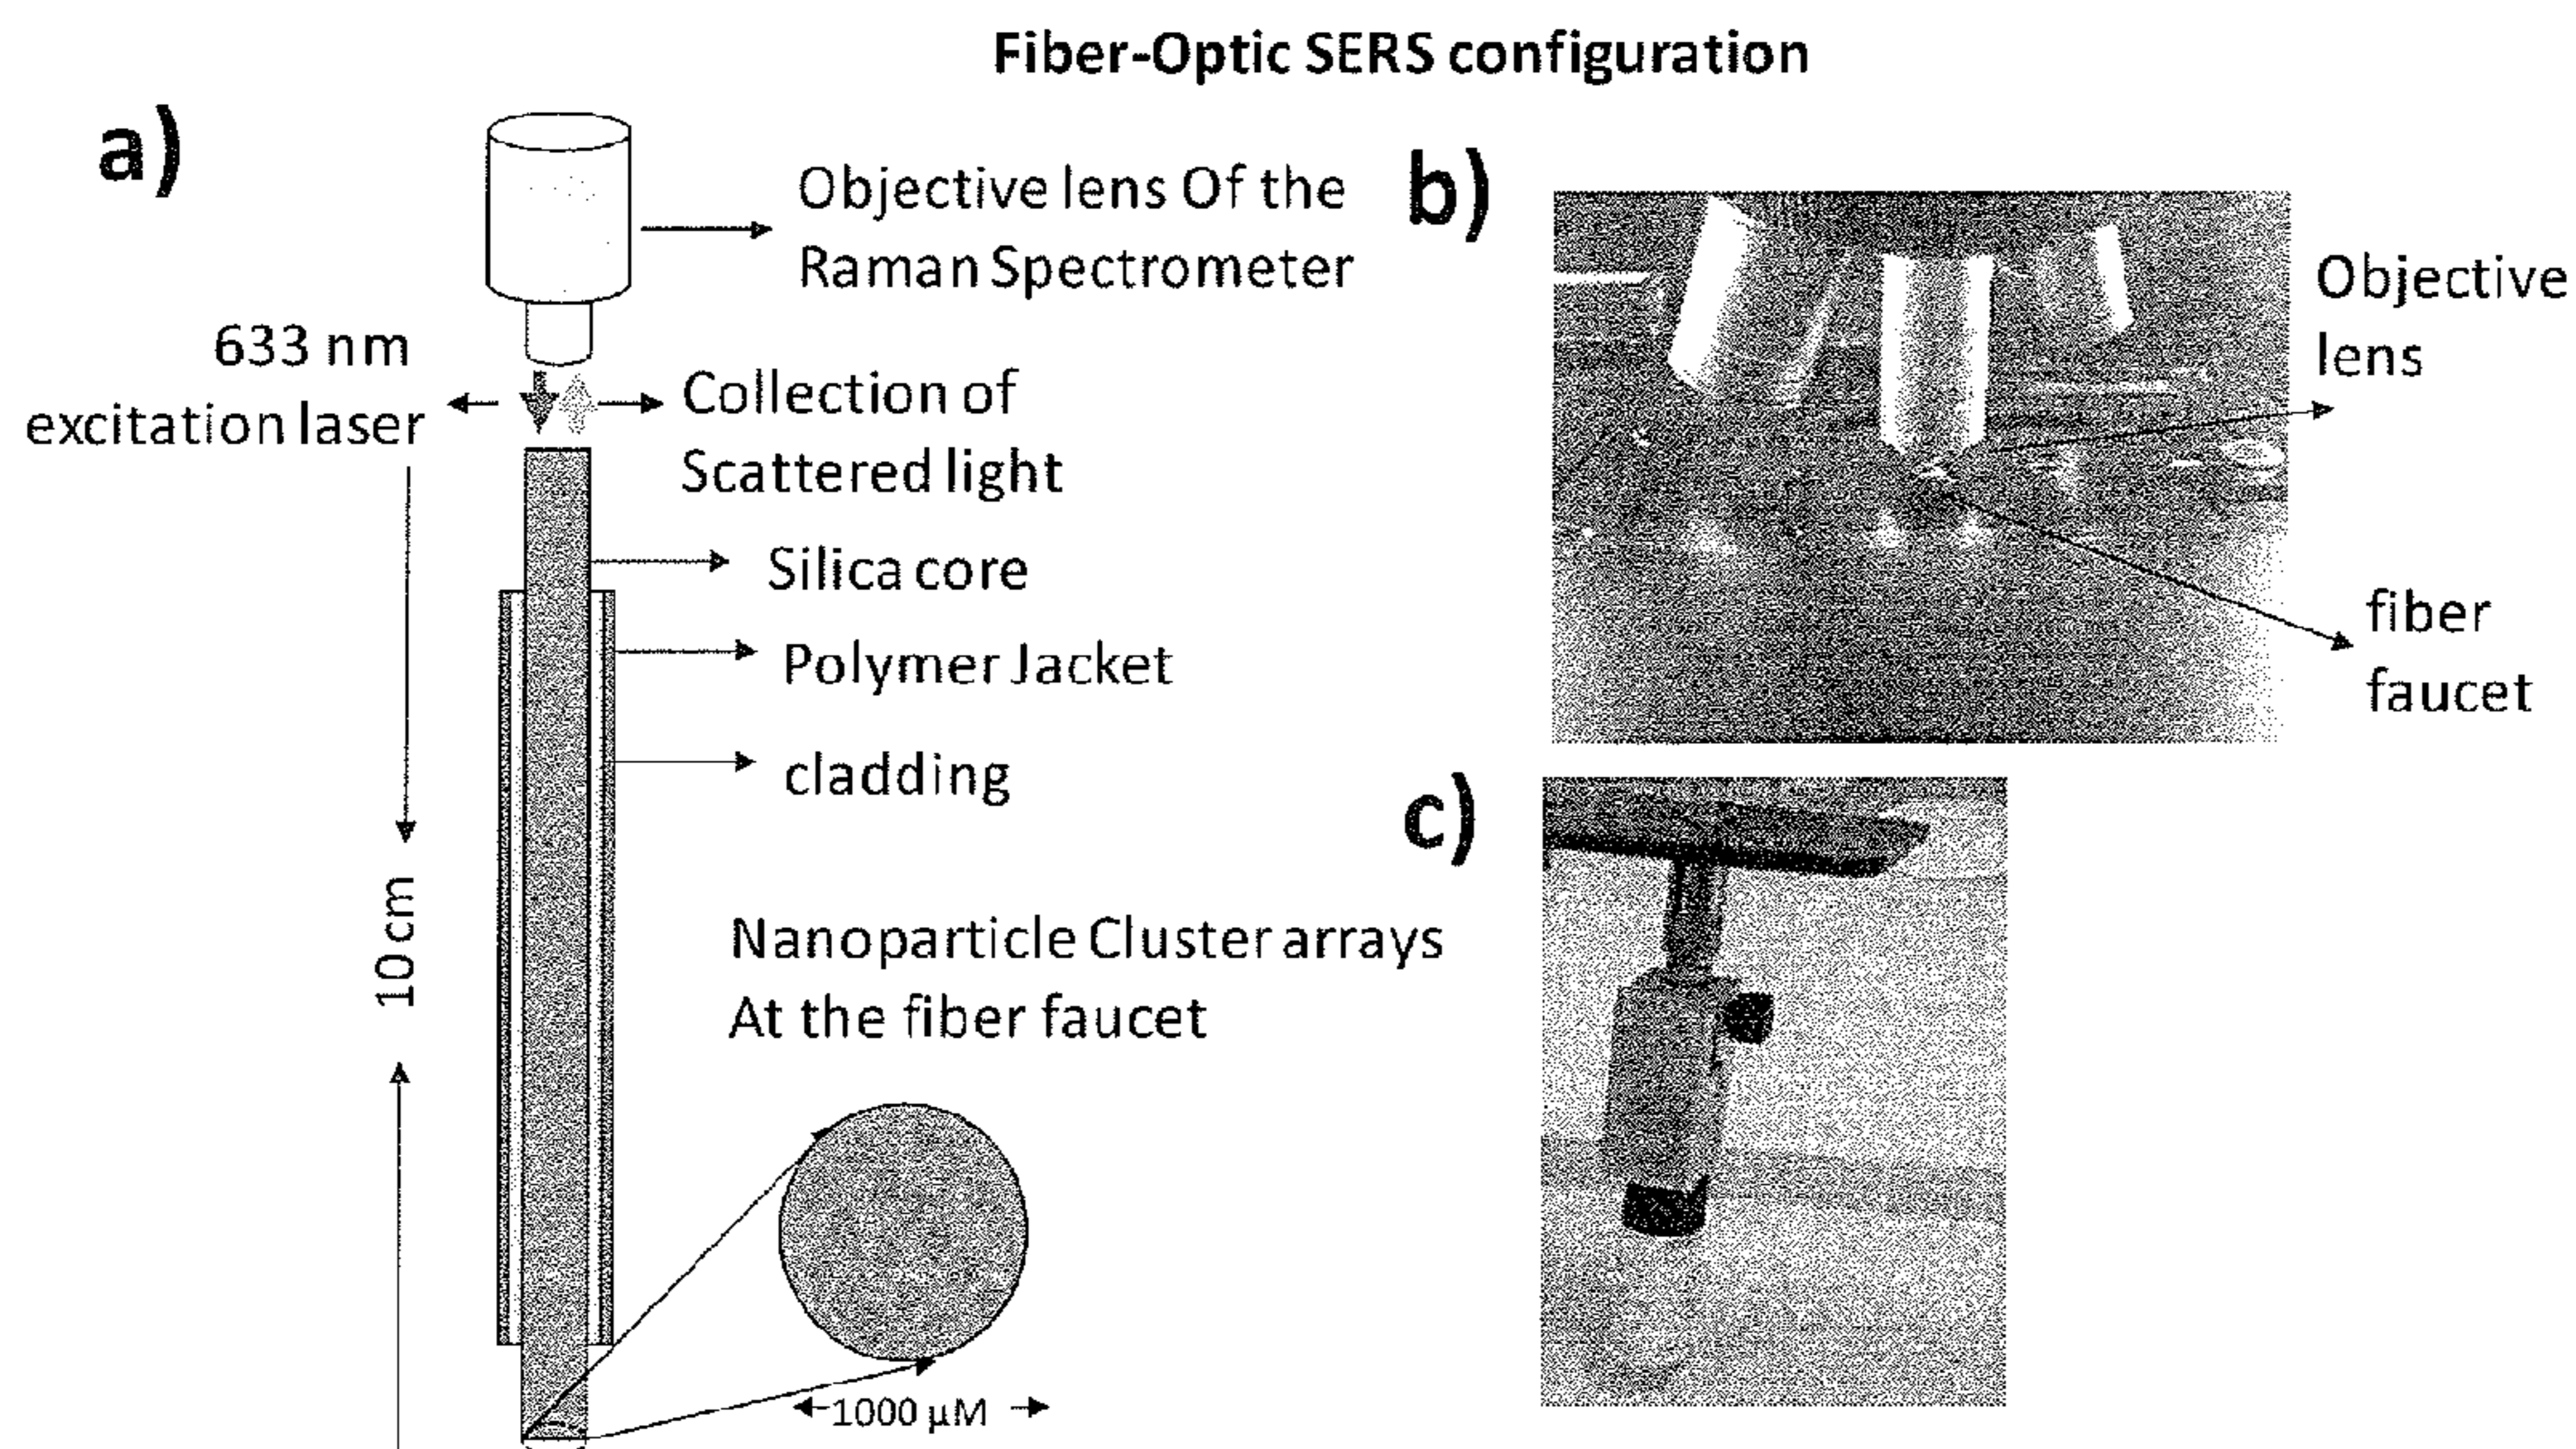 Fiber-Optic SERS configuration
a)
Objective lens Of the
Raman Spectrometer
633 nm
excitation laser
Collection of
Scattered light
Silica core
Polymer Jacket
cladding
10 cm
Nanoparticle Cluster arrays
At the fiber faucet
1000 µM
b)
Objective
lens
fiber
faucet
c)